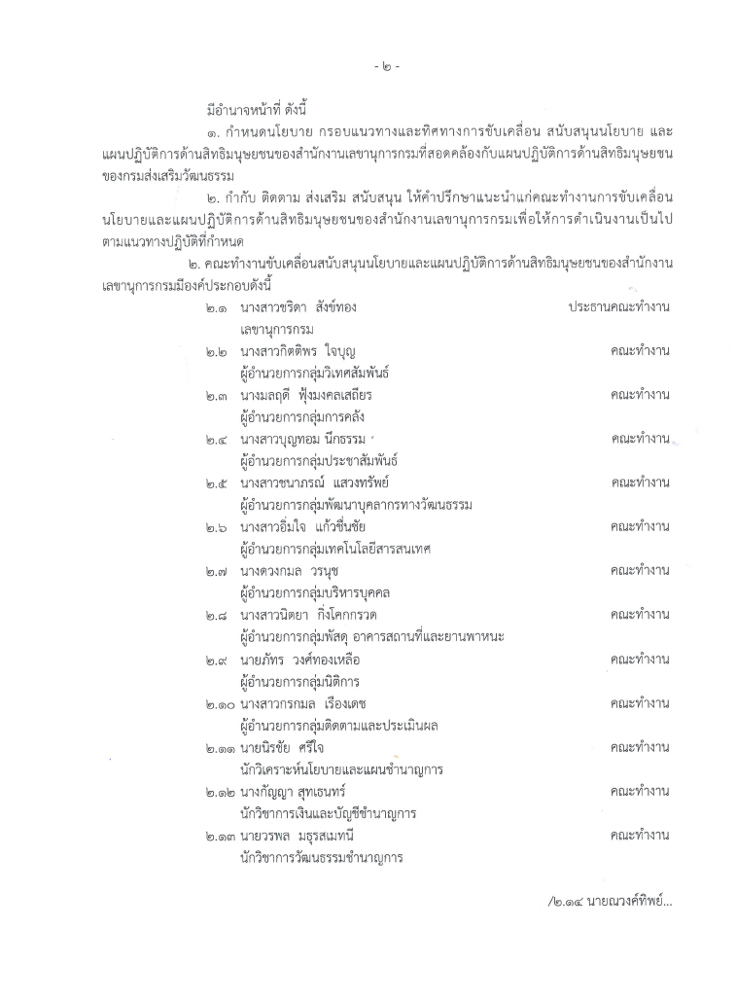 - ๒ -
มีอำนาจหน้าที่ ดังนี้
๑. กำหนดนโยบาย กรอบแนวทางและทิศทางการขับเคลื่อน สนับสนุนนโยบาย และ
แผนปฏิบัติการด้านสิทธิมนุษยชนของสำนักงานเลขานุการกรมที่สอดคล้องกับแผนปฏิบัติการด้านสิทธิมนุษยชน
ของกรมส่งเสริมวัฒนธรรม
๒. กำกับ ติดตาม ส่งเสริม สนับสนุน ให้คำปรึกษาแนะนำแก่คณะทำงานการขับเคลื่อน
นโยบายและแผนปฏิบัติการด้านสิทธิมนุษยชนของสำนักงานเลขานุการกรมเพื่อให้การดำเนินงานเป็นไป
ตามแนวทางปฏิบัติที่กำหนด
๒. คณะทำงานขับเคลื่อนสนับสนุนนโยบายและแผนปฏิบัติการด้านสิทธิมนุษยชนของสำนักงาน
เลขานุการกรมมีองค์ประกอบดังนี้
๒.๑ นางสาวชริดา สังข์ทอง ประธานคณะทำงาน
เลขานุการกรม
๒.๒ นางสาวกิตติพร ใจบุญ คณะทำงาน
ผู้อำนวยการกลุ่มวิเทศสัมพันธ์
๒.๓ นางมลฤดี ฟุ้งมงคลเสถียร คณะทำงาน
ผู้อำนวยการกลุ่มการคลัง
๒.๔ นางสาวบุญทอม นึกธรรม คณะทำงาน
ผู้อำนวยการกลุ่มประชาสัมพันธ์
๒.๕ นางสาวชนาภรณ์ แสวงทรัพย์ คณะทำงาน
ผู้อำนวยการกลุ่มพัฒนาบุคลากรทางวัฒนธรรม
๒.๖ นางสาวอิ่มใจ แก้วชื่นชัย คณะทำงาน
ผู้อำนวยการกลุ่มเทคโนโลยีสารสนเทศ
๒.๗ นางดวงกมล วรนุช คณะทำงาน
ผู้อำนวยการกลุ่มบริหารบุคคล
๒.๘ นางสาวนิตยา กิ่งโคกกรวด คณะทำงาน
ผู้อำนวยการกลุ่มพัสดุ อาคารสถานที่และยานพาหนะ
๒.๙ นายภัทร วงศ์ทองเหลือ คณะทำงาน
ผู้อำนวยการกลุ่มนิติการ
๒.๑๐ นางสาวกรกมล เรืองเดช คณะทำงาน
ผู้อำนวยการกลุ่มติดตามและประเมินผล
๒.๑๑ นายนิรชัย ศรีใจ คณะทำงาน
นักวิเคราะห์นโยบายและแผนชำนาญการ
๒.๑๒ นางกัญญา สุทเธนทร์ คณะทำงาน
นักวิชาการเงินและบัญชีชำนาญการ
๒.๑๓ นายวรพล มธุรสเมทนี คณะทำงาน
นักวิชาการวัฒนธรรมชำนาญการ
/๒.๑๔ นายณวงค์ทิพย์...